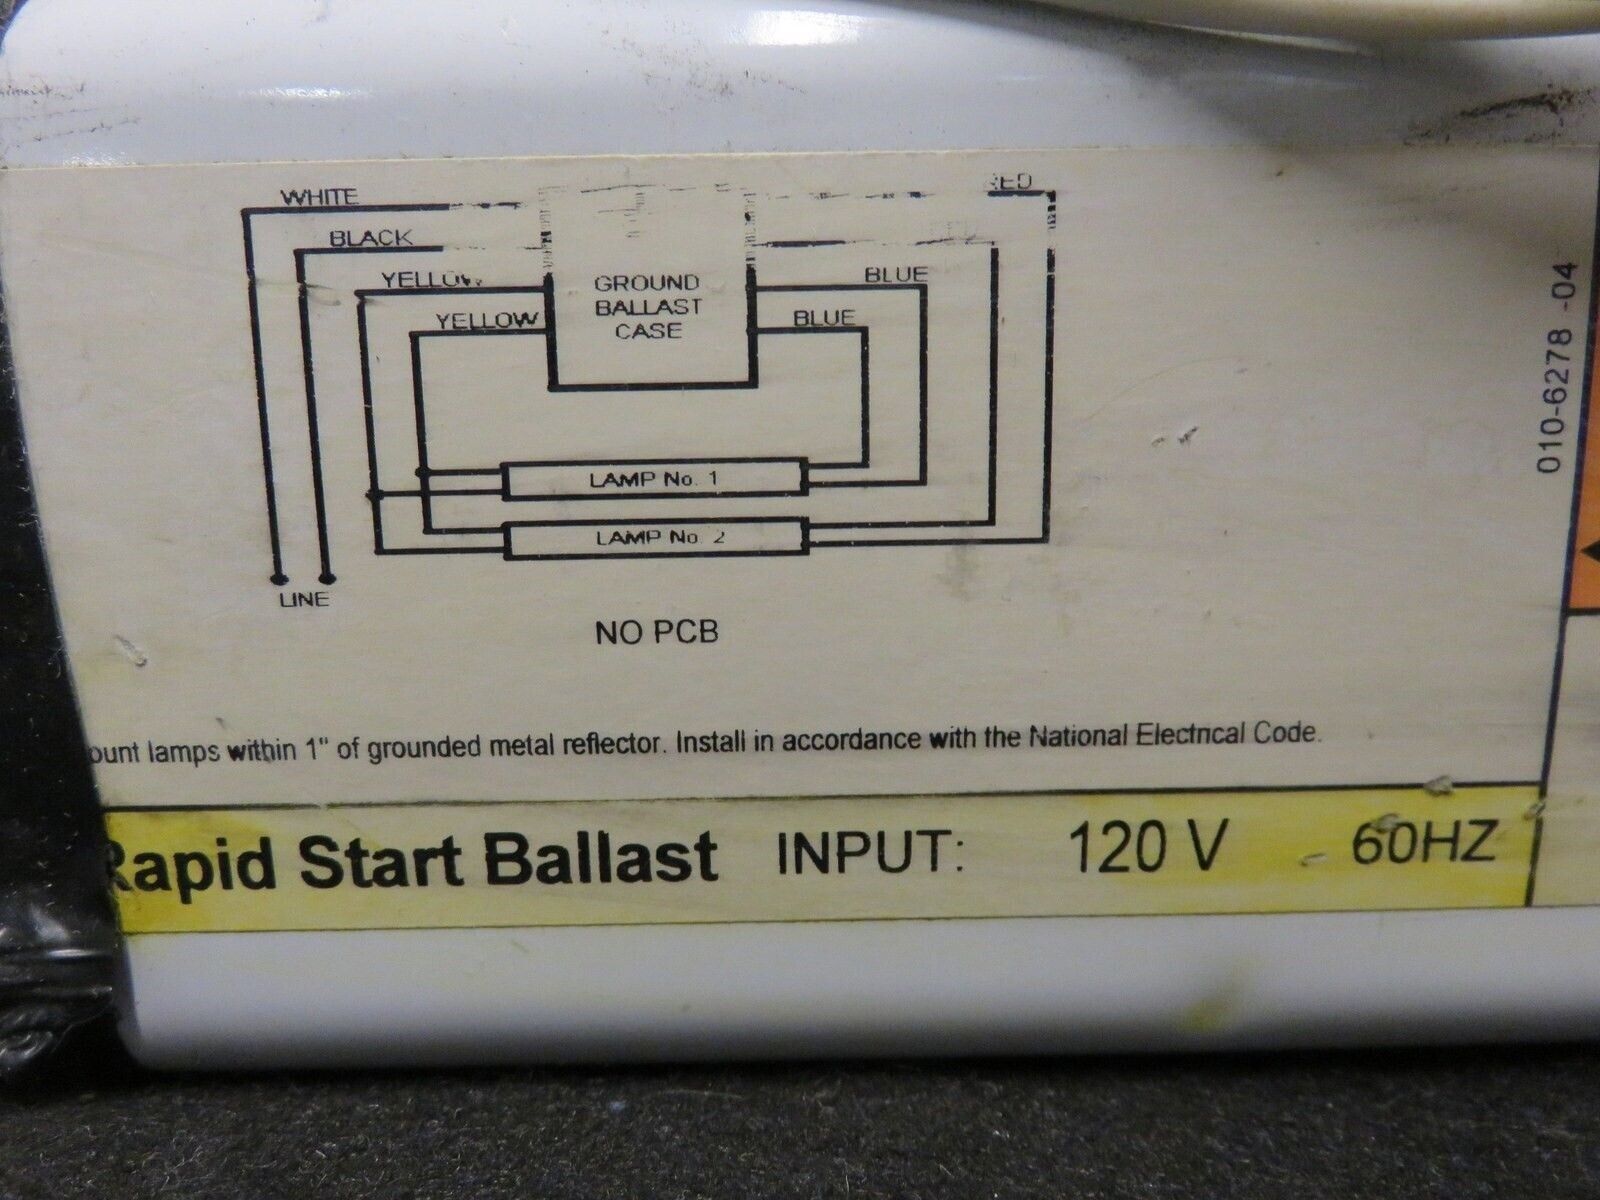 WHITE
BLACK
YELLOW
YELLOW
GROUND
BALLAST
CASE
RED
RED
BLUE
BLUE
LAMP No. 1
LAMP No. 2
LINE
NO PCB
010-6278 -04
ount lamps within 1" of grounded metal reflector. Install in accordance with the National Electrical Code.
Rapid Start Ballast INPUT: 120 V 60HZ